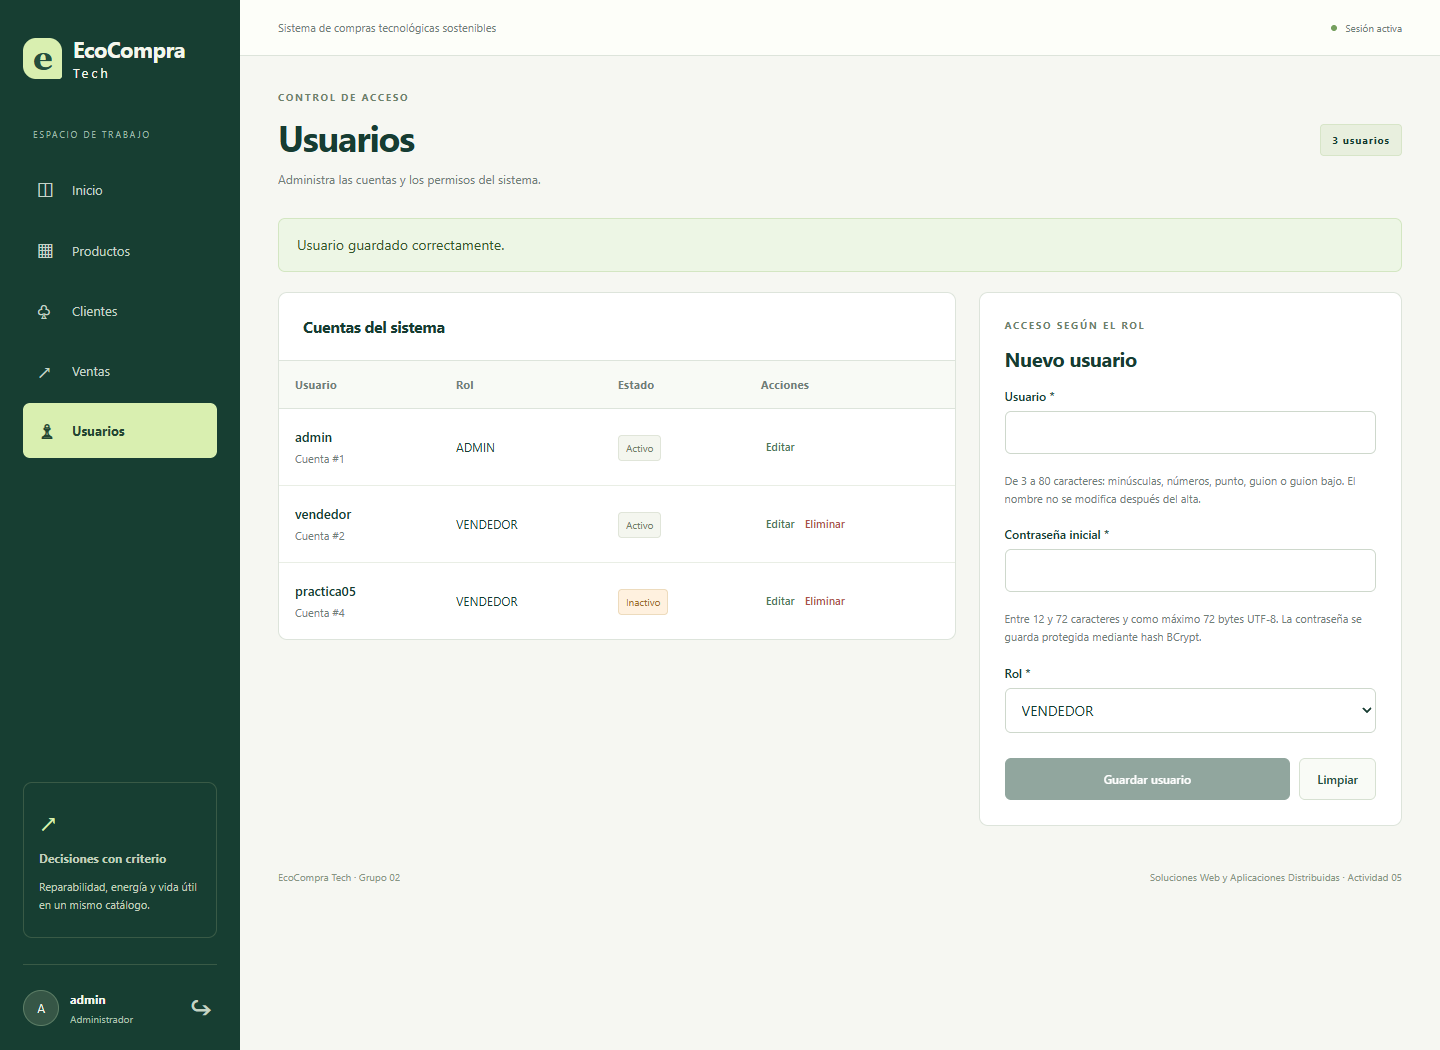 e EcoCompra
Tech
ESPACIO DE TRABAJO
Inicio
Productos
Clientes
Ventas
Usuarios
Decisiones con criterio
Reparabilidad, energía y vida útil
en un mismo catálogo.
A admin
Administrador
Sistema de compras tecnológicas sostenibles
Sesión activa
CONTROL DE ACCESO
Usuarios
3 usuarios
Administra las cuentas y los permisos del sistema.
Usuario guardado correctamente.
Cuentas del sistema
Usuario Rol Estado Acciones
admin
Cuenta #1
ADMIN Activo Editar
vendedor
Cuenta #2
VENDEDOR Activo Editar Eliminar
practica05
Cuenta #4
VENDEDOR Inactivo Editar Eliminar
ACCESO SEGÚN EL ROL
Nuevo usuario
Usuario *
De 3 a 80 caracteres: minúsculas, números, punto, guion o guion bajo. El
nombre no se modifica después del alta.
Contraseña inicial *
Entre 12 y 72 caracteres y como máximo 72 bytes UTF-8. La contraseña se
guarda protegida mediante hash BCrypt.
Rol *
VENDEDOR
Guardar usuario Limpiar
EcoCompra Tech · Grupo 02
Soluciones Web y Aplicaciones Distribuidas · Actividad 05